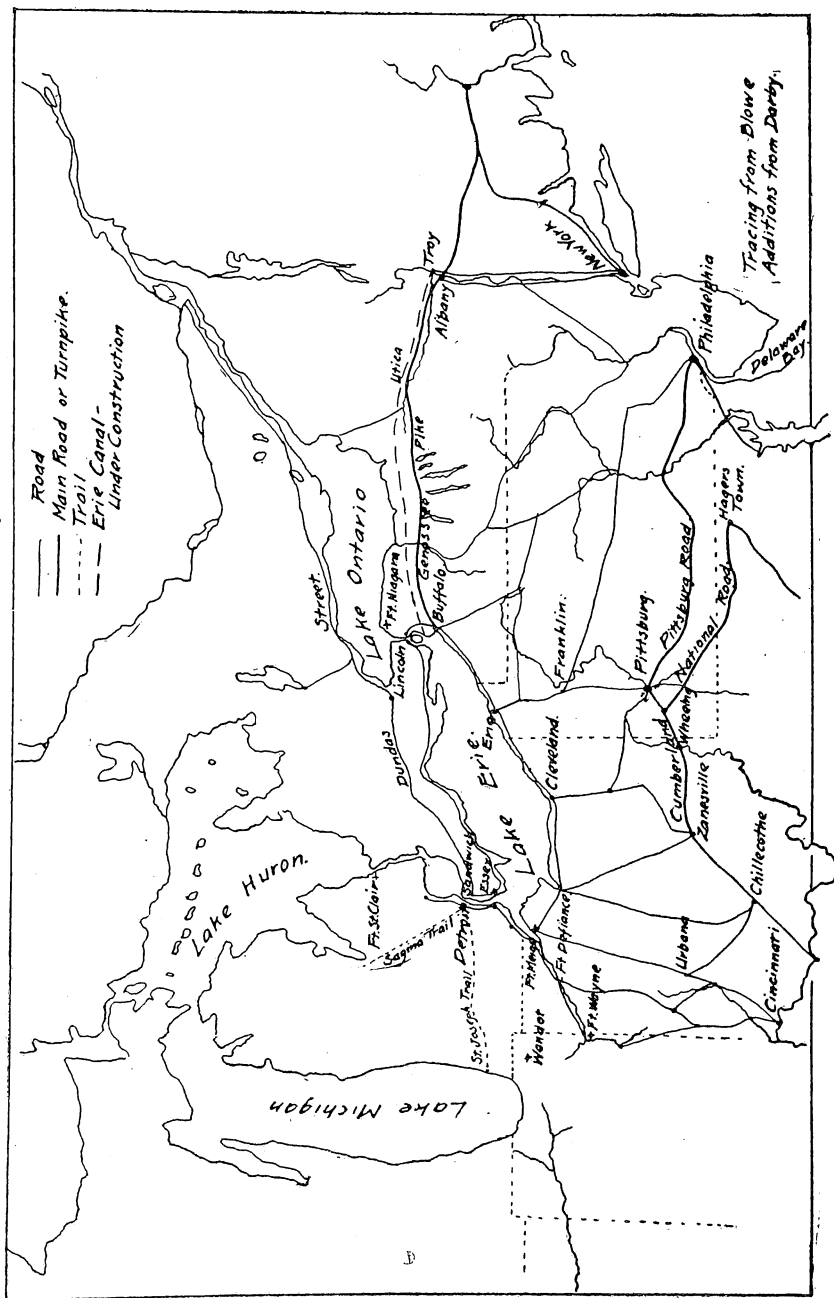 Road
Main Road or Turnpike.
Trail
Erie Canal-
Under Construction
Lake Huron.
Lake Michigan
Street.
Lake Ontario
Dundas
Lincoln
Ft. Niagara
Utica
Troy
Albany
Genossee Pike
Buffalo
New York
Ft. St. Clair.
Sagina Trail
Detroit
Sandwich
Essex
St. Joseph Trail
Lake Erie.
Cleveland.
Franklin.
Ft. Defiance
Ft. Wayne
Pittsburg.
Pittsburg Road
National-Road
Hagers
Town.
Philadelphia
Delaware
Bay.
Cumberland
Wheeling
Zanesville
Urbana
Chillecothe
Cincinnati
Tracing from Blowe
Additions from Darby.